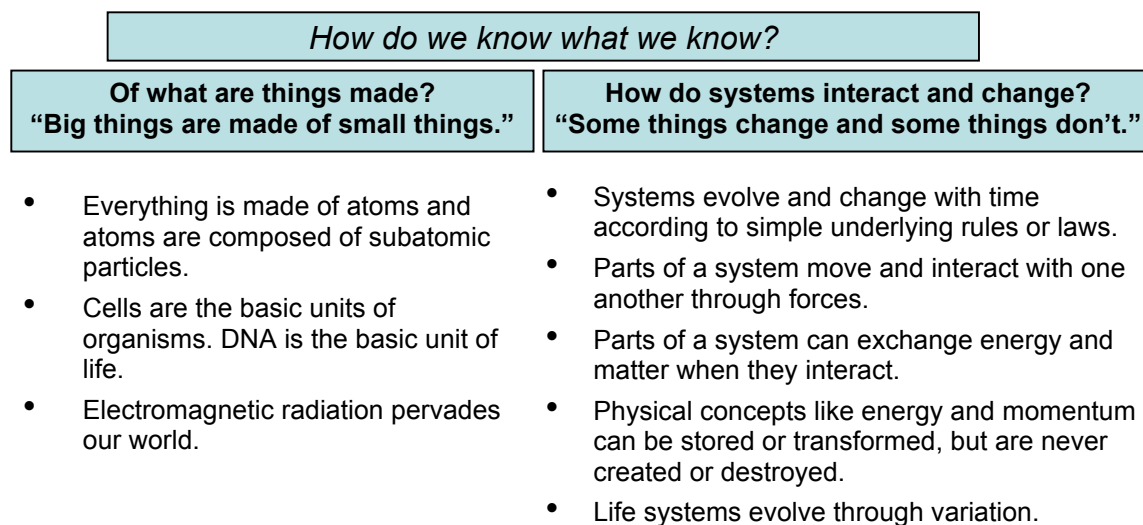 How do we know what we know?
Of what are things made?
“Big things are made of small things.”
• Everything is made of atoms and
atoms are composed of subatomic
particles.
• Cells are the basic units of
organisms. DNA is the basic unit of
life.
• Electromagnetic radiation pervades
our world.
How do systems interact and change?
“Some things change and some things don’t.”
• Systems evolve and change with time
according to simple underlying rules or laws.
• Parts of a system move and interact with one
another through forces.
• Parts of a system can exchange energy and
matter when they interact.
• Physical concepts like energy and momentum
can be stored or transformed, but are never
created or destroyed.
• Life systems evolve through variation.